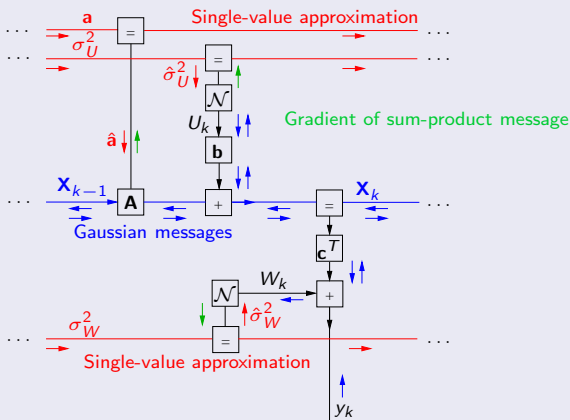 a Single-value approximation
... = ...
σ_U^2
... = ...
σ̂_U^2
𝒩
U_k
Gradient of sum-product message
â
b
X_{k−1} X_k
... A + = ...
Gaussian messages
c^T
W_k
𝒩 +
σ_W^2 σ̂_W^2
... = ...
Single-value approximation
y_k